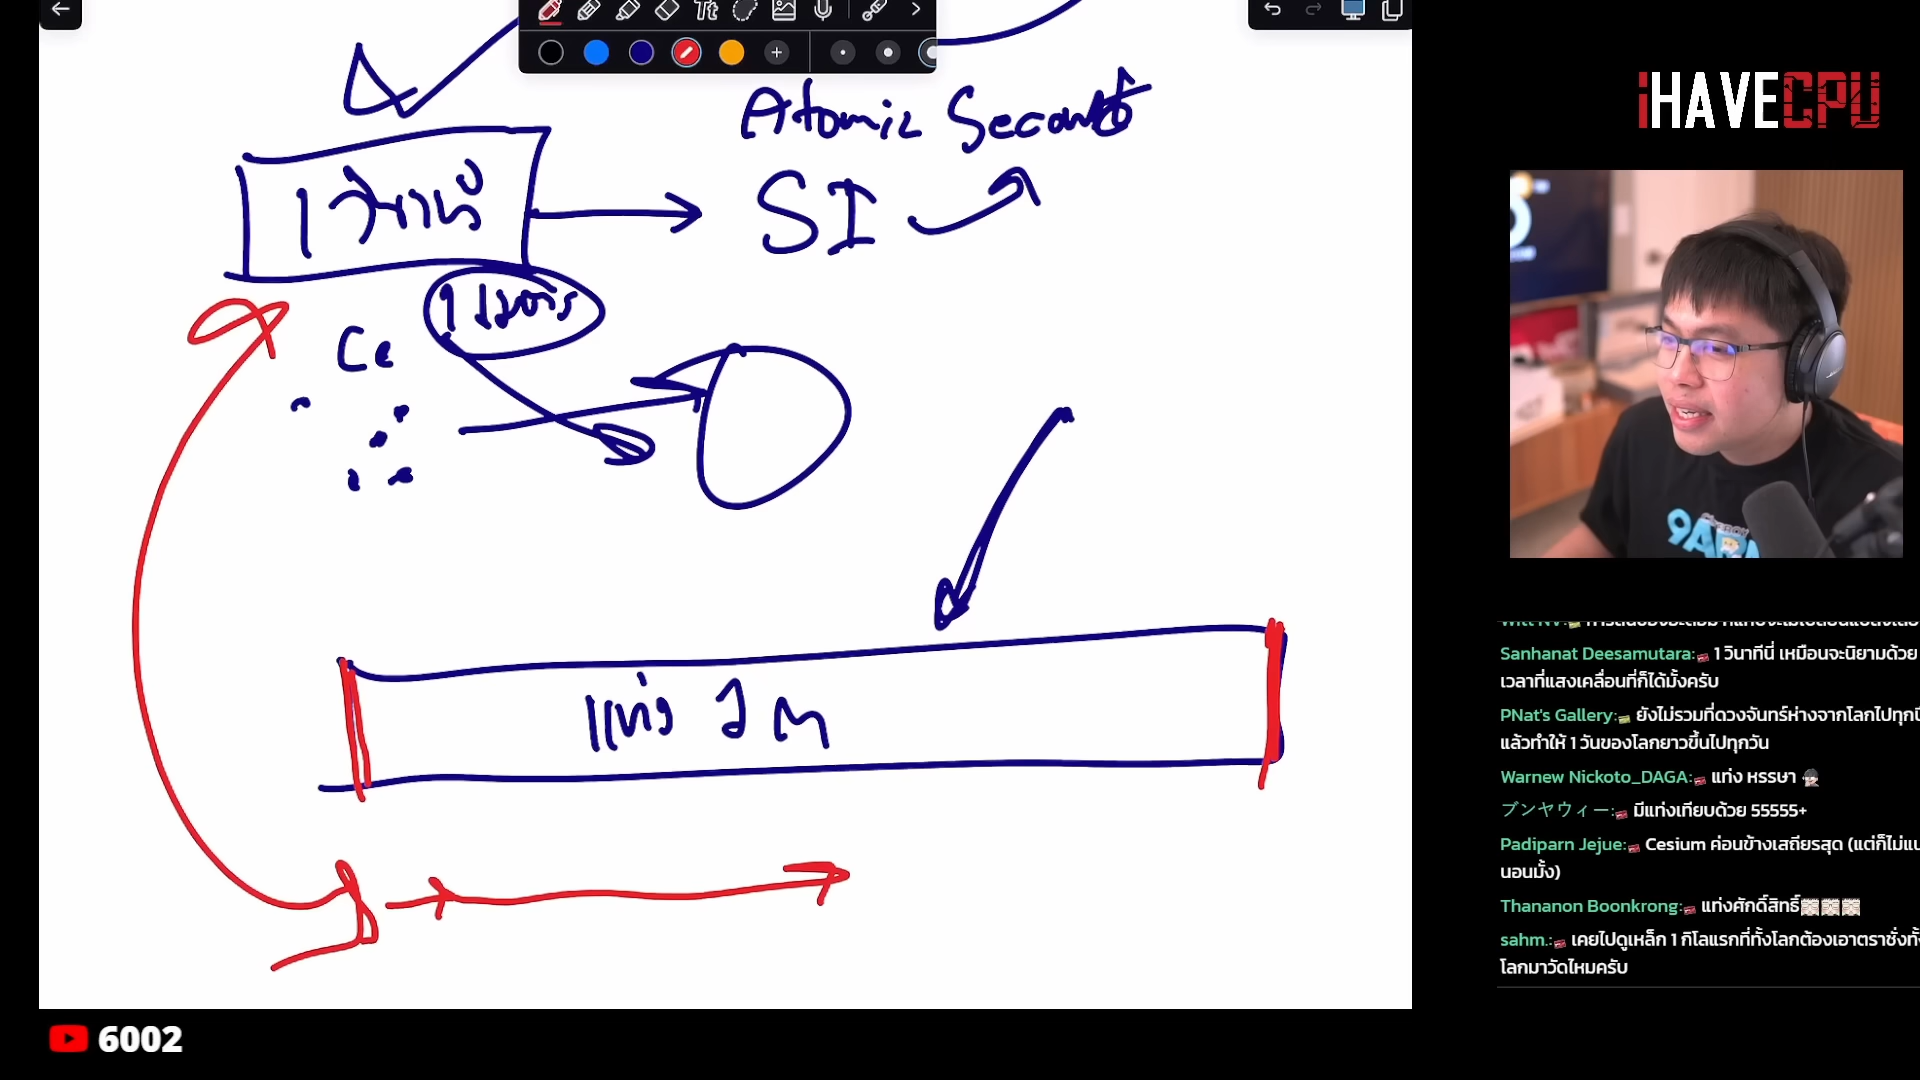 Tt
Atomic Second
1 วินาที
SI
Ce
1 เมตร
แท่ง 1 m
iHAVECPU
Sanhanat Deesamutara: 1 วินาทีนี่ เหมือนจะนิยามด้วย
เวลาที่แสงเคลื่อนที่ก็ได้มั้งครับ
PNat's Gallery: ยังไม่รวมที่ดวงจันทร์ห่างจากโลกไปทุกปี
แล้วทำให้ 1 วันของโลกยาวขึ้นไปทุกวัน
Warnew Nickoto_DAGA: แท่ง หรรษา
ブンヤウィー: มีแท่งเทียบด้วย 55555+
Padiparn Jejue: Cesium ค่อนข้างเสถียรสุด (แต่ก็ไม่แน่
นอนมั้ง)
Thananon Boonkrong: แท่งศักดิ์สิทธิ์
sahm.: เคยไปดูเหล็ก 1 กิโลแรกที่ทั้งโลกต้องเอาตราชั่งทั้ง
โลกมาวัดไหมครับ
6002